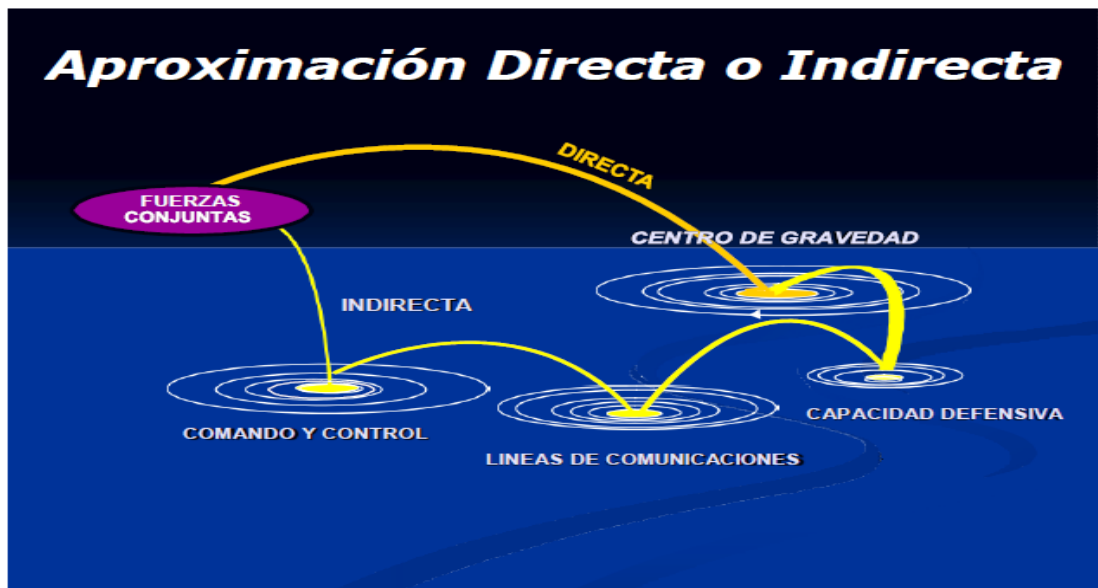 Aproximación Directa o Indirecta
DIRECTA
FUERZAS
CONJUNTAS
CENTRO DE GRAVEDAD
INDIRECTA
CAPACIDAD DEFENSIVA
COMANDO Y CONTROL
LINEAS DE COMUNICACIONES